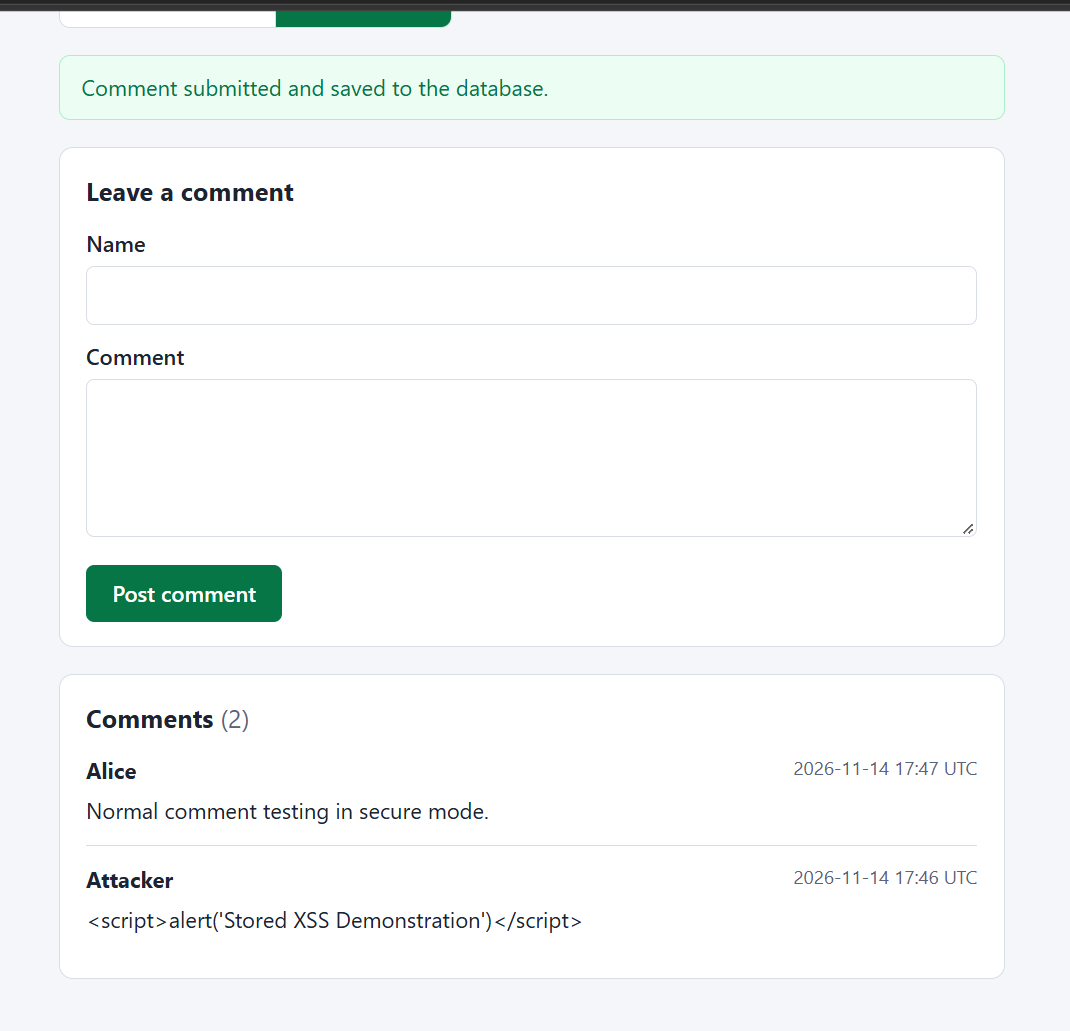 Comment submitted and saved to the database.
Leave a comment
Name
Comment
Post comment
Comments (2)
Alice 2026-11-14 17:47 UTC
Normal comment testing in secure mode.
Attacker 2026-11-14 17:46 UTC
<script>alert('Stored XSS Demonstration')</script>